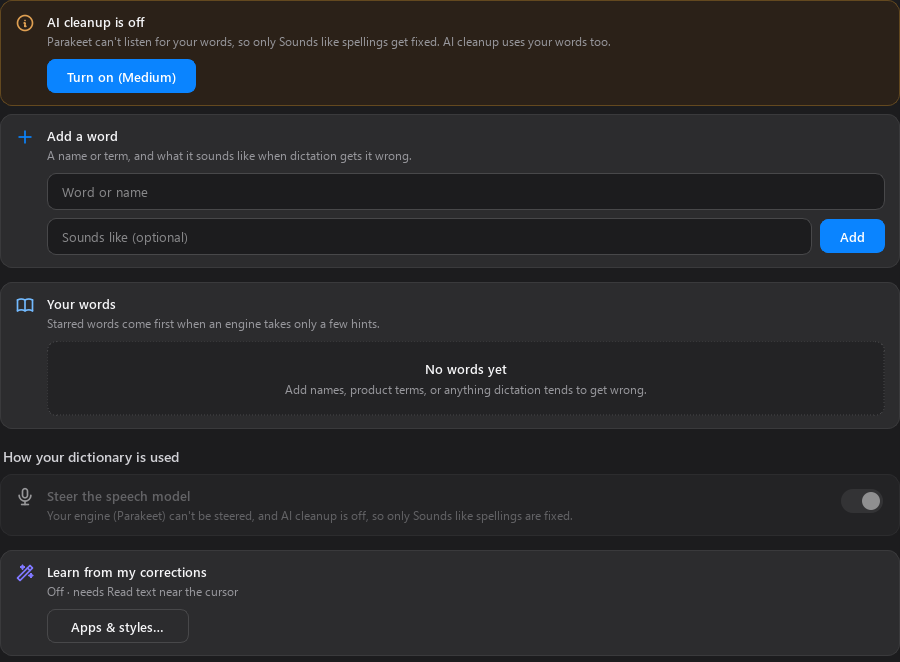 AI cleanup is off
Parakeet can't listen for your words, so only Sounds like spellings get fixed. AI cleanup uses your words too.
Turn on (Medium)
Add a word
A name or term, and what it sounds like when dictation gets it wrong.
Word or name
Sounds like (optional)
Add
Your words
Starred words come first when an engine takes only a few hints.
No words yet
Add names, product terms, or anything dictation tends to get wrong.
How your dictionary is used
Steer the speech model
Your engine (Parakeet) can't be steered, and AI cleanup is off, so only Sounds like spellings are fixed.
Learn from my corrections
Off · needs Read text near the cursor
Apps & styles...